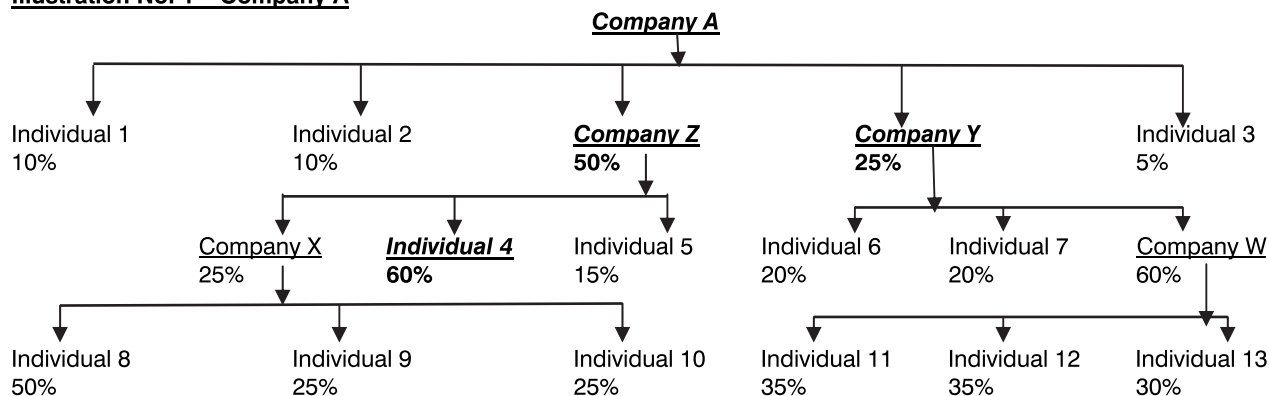 Illustration No. 1 – Company A
Company A
Individual 1 Individual 2 Company Z Company Y Individual 3
10% 10% 50% 25% 5%
Company X Individual 4 Individual 5 Individual 6 Individual 7 Company W
25% 60% 15% 20% 20% 60%
Individual 8 Individual 9 Individual 10 Individual 11 Individual 12 Individual 13
50% 25% 25% 35% 35% 30%